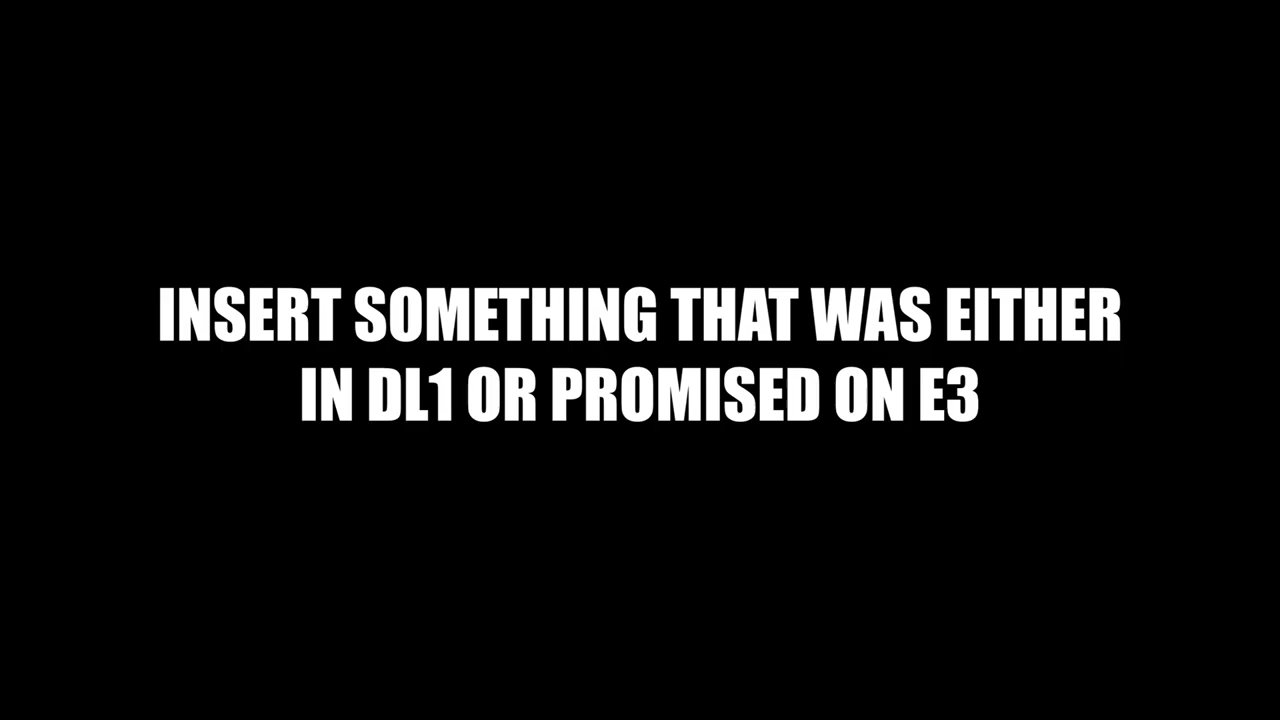 INSERT SOMETHING THAT WAS EITHER
IN DL1 OR PROMISED ON E3